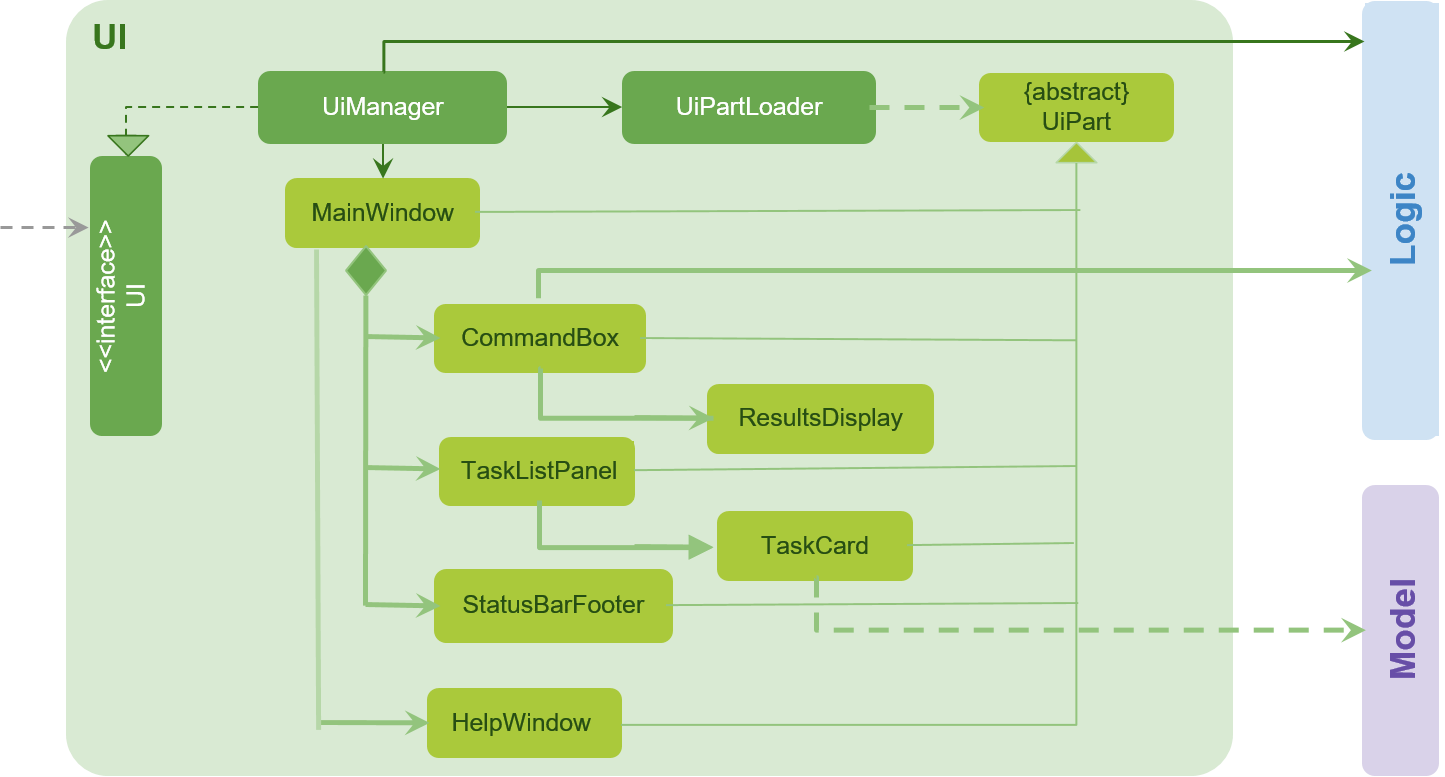 UI
UiManager
UiPartLoader
{abstract}
UiPart
<<interface>>
UI
MainWindow
Logic
CommandBox
ResultsDisplay
TaskListPanel
TaskCard
StatusBarFooter
Model
HelpWindow